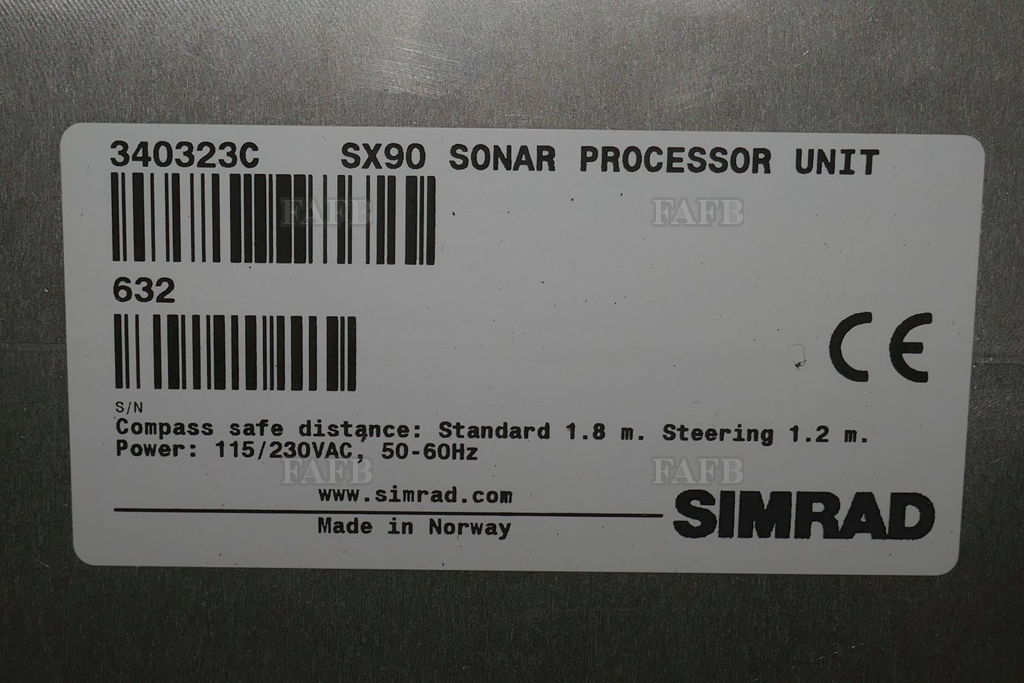 340323C SX90 SONAR PROCESSOR UNIT
FAFB FAFB
632
CE
S/N
Compass safe distance: Standard 1.8 m. Steering 1.2 m.
Power: 115/230VAC, 50-60Hz
FAFB FAFB
www.simrad.com
SIMRAD
Made in Norway